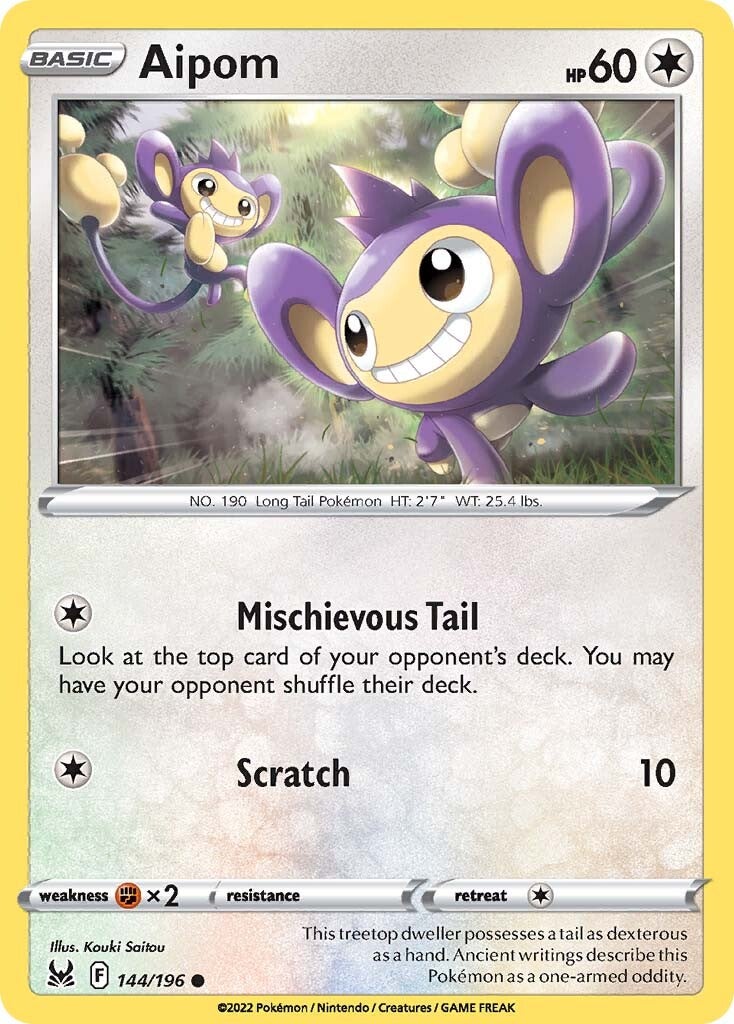 BASIC Aipom HP60
NO. 190 Long Tail Pokémon HT: 2'7" WT: 25.4 lbs.
Mischievous Tail
Look at the top card of your opponent's deck. You may
have your opponent shuffle their deck.
Scratch 10
weakness ×2 resistance retreat
Illus. Kouki Saitou
This treetop dweller possesses a tail as dexterous
as a hand. Ancient writings describe this
Pokémon as a one-armed oddity.
F 144/196
©2022 Pokémon / Nintendo / Creatures / GAME FREAK